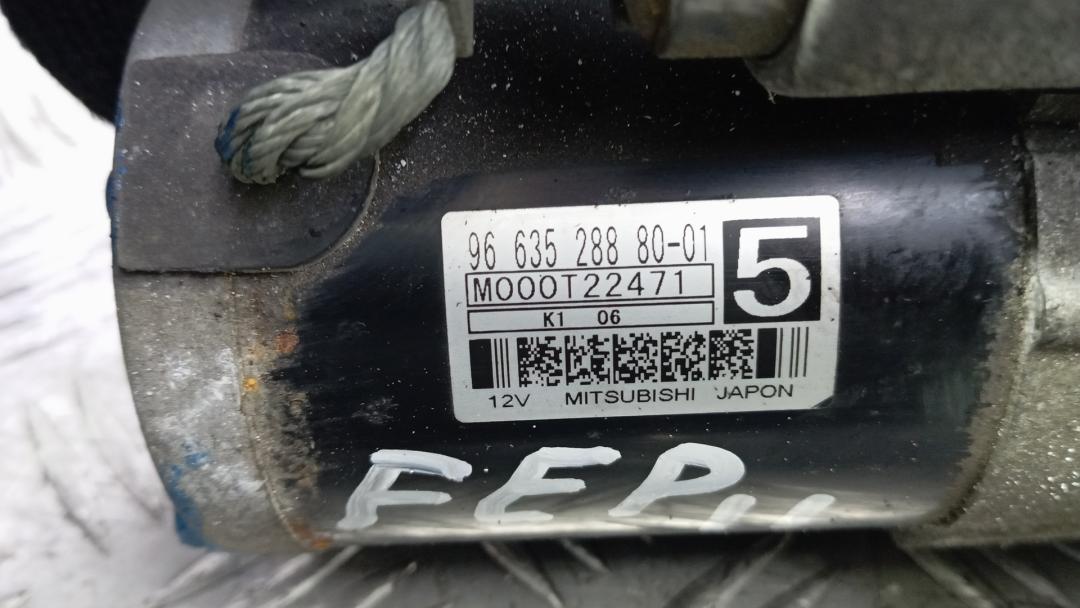 96 635 288 80-01
5
M000T22471
K1 06
12V MITSUBISHI JAPON